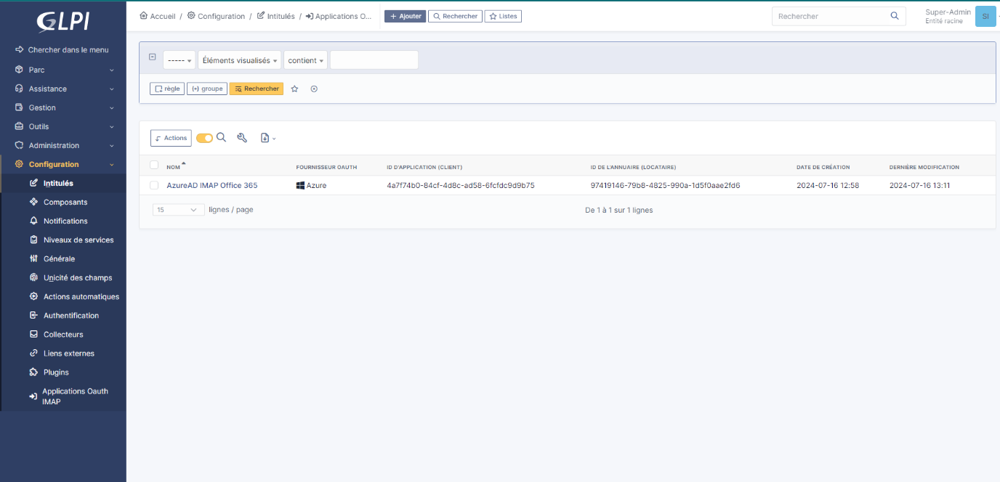 GLPI
Chercher dans le menu
Parc
Assistance
Gestion
Outils
Administration
Configuration
Intitulés
Composants
Notifications
Niveaux de services
Générale
Unicité des champs
Actions automatiques
Authentification
Collecteurs
Liens externes
Plugins
Applications Oauth
IMAP
Accueil / Configuration / Intitulés / Applications O... + Ajouter Rechercher Listes
Rechercher
Super-Admin
Entité racine
SI
----- Éléments visualisés contient
règle (+) groupe Rechercher
Actions
NOM FOURNISSEUR OAUTH ID D'APPLICATION (CLIENT) ID DE L'ANNUAIRE (LOCATAIRE) DATE DE CRÉATION DERNIÈRE MODIFICATION
AzureAD IMAP Office 365 Azure 4a7f74b0-84cf-4d8c-ad58-6fcfdc9d9b75 97419146-79b8-4825-990a-1d5f0aae2fd6 2024-07-16 12:58 2024-07-16 13:11
15 lignes / page De 1 à 1 sur 1 lignes